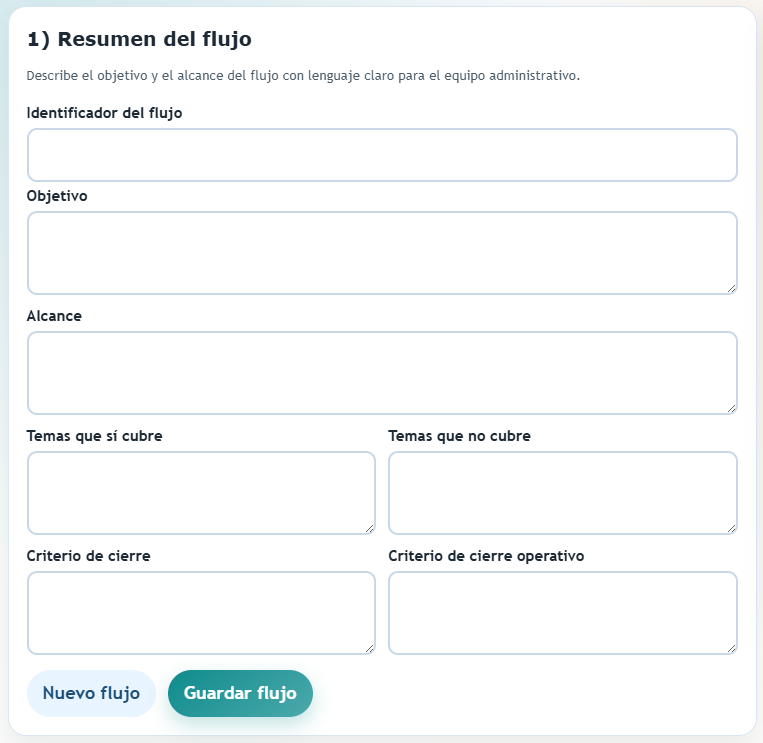 1) Resumen del flujo
Describe el objetivo y el alcance del flujo con lenguaje claro para el equipo administrativo.
Identificador del flujo
Objetivo
Alcance
Temas que sí cubre
Temas que no cubre
Criterio de cierre
Criterio de cierre operativo
Nuevo flujo
Guardar flujo